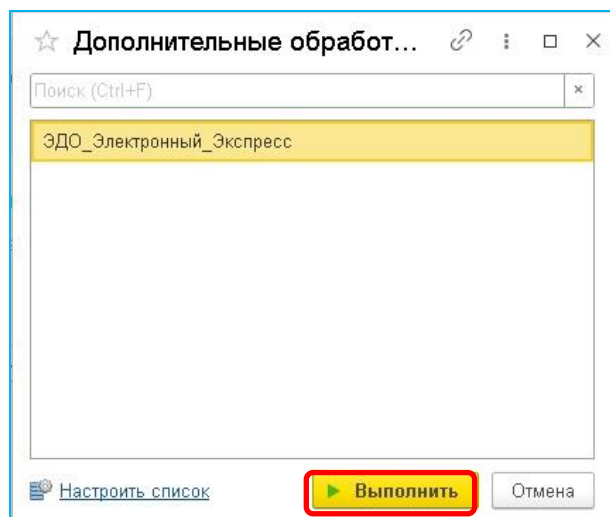 Дополнительные обработ...
Поиск (Ctrl+F)
ЭДО_Электронный_Экспресс
Настроить список
Выполнить
Отмена